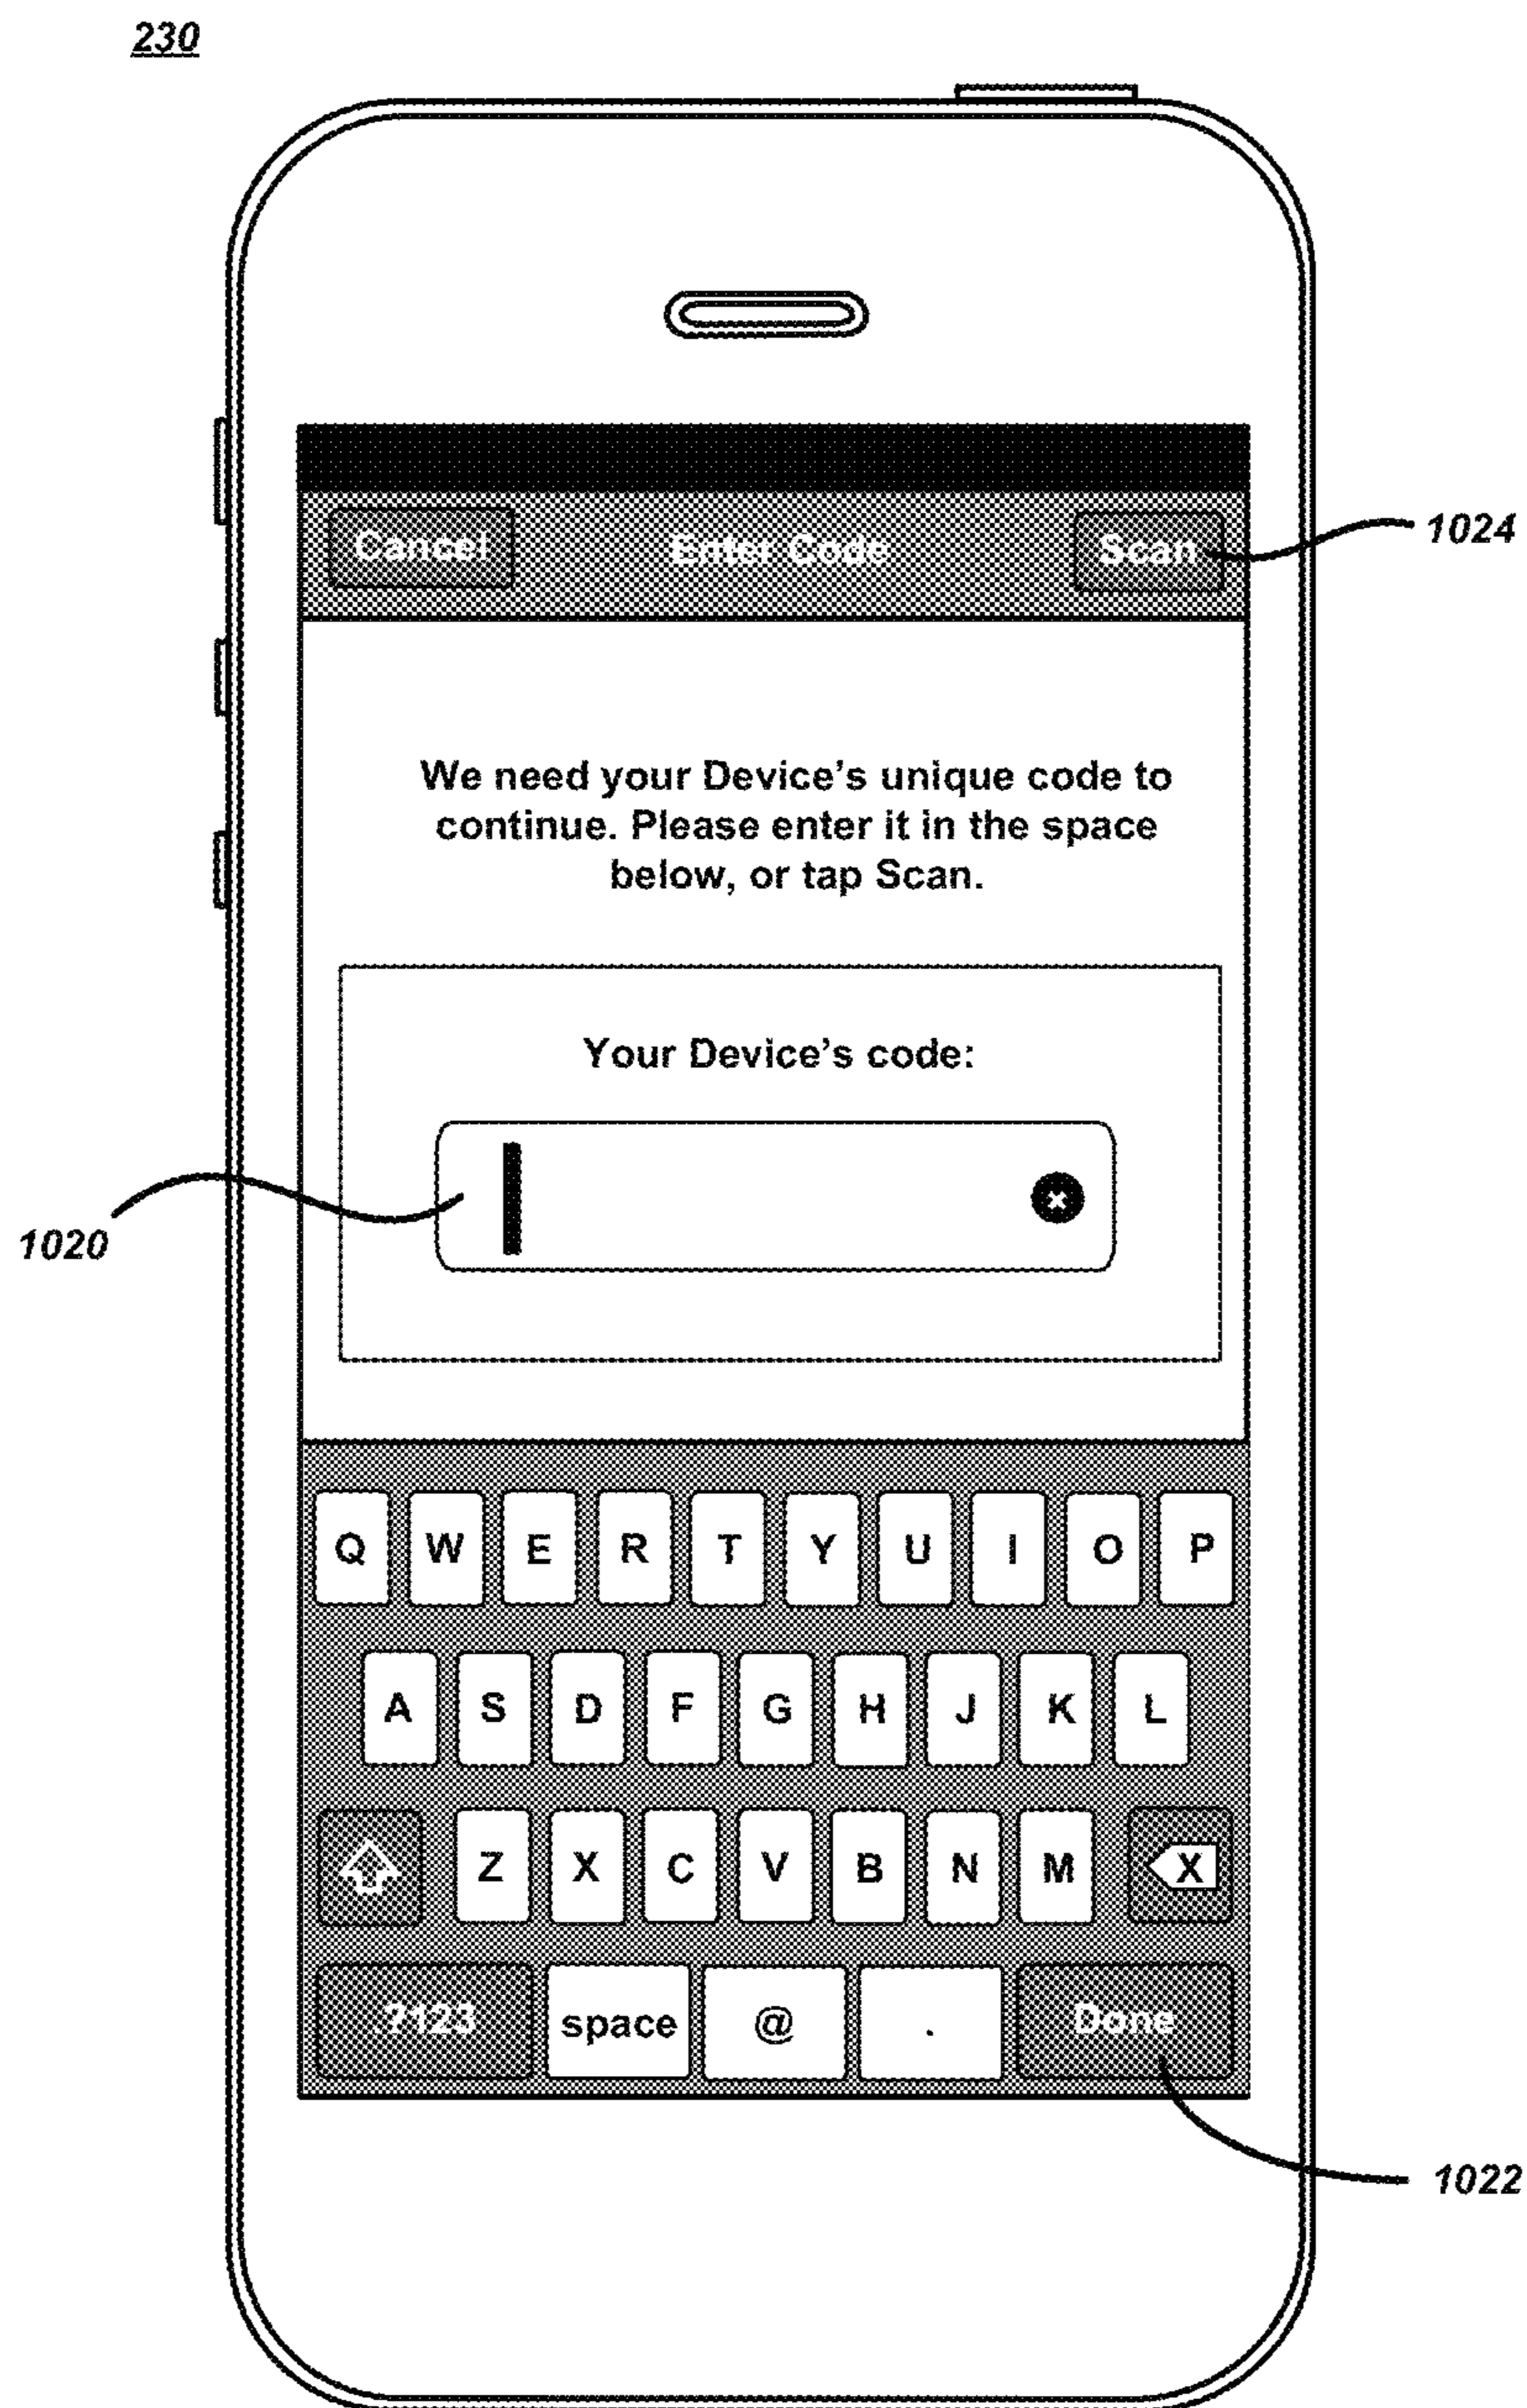 230
Cancel Enter Code Scan
1024
We need your Device's unique code to
continue. Please enter it in the space
below, or tap Scan.
Your Device's code:
1020
Q W E R T Y U I O P
A S D F G H J K L
Z X C V B N M X
.?123 space @ . Done
1022